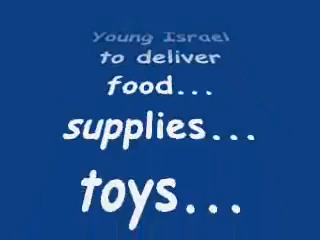 Young Israel
to deliver
food...
supplies...
toys...